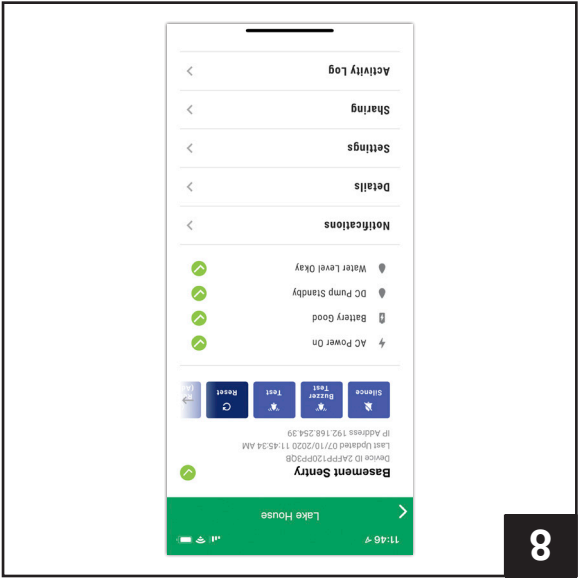 11:46
Lake House
Basement Sentry
Device ID
Last Updated 07/10/2020 11:45:34 AM
IP Address 192.168.254.39
Silence
Buzzer
Test
Test
Reset
AC Power On
Battery Good
DC Pump Standby
Water Level Okay
Notifications
Details
Settings
Sharing
Activity Log
8